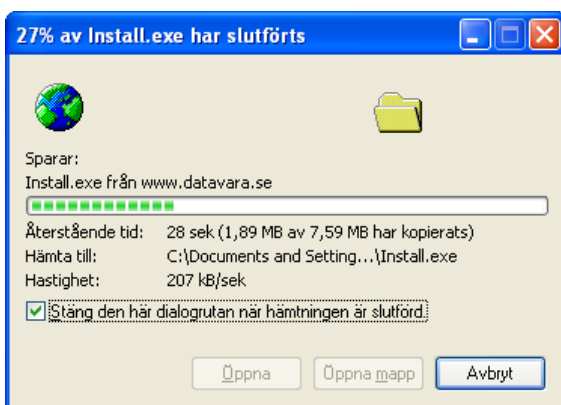 27% av Install.exe har slutförts
Sparar:
Install.exe från www.datavara.se
Återstående tid: 28 sek (1,89 MB av 7,59 MB har kopierats)
Hämta till: C:\Documents and Setting...\Install.exe
Hastighet: 207 kB/sek
Stäng den här dialogrutan när hämtningen är slutförd.
Öppna Öppna mapp Avbryt